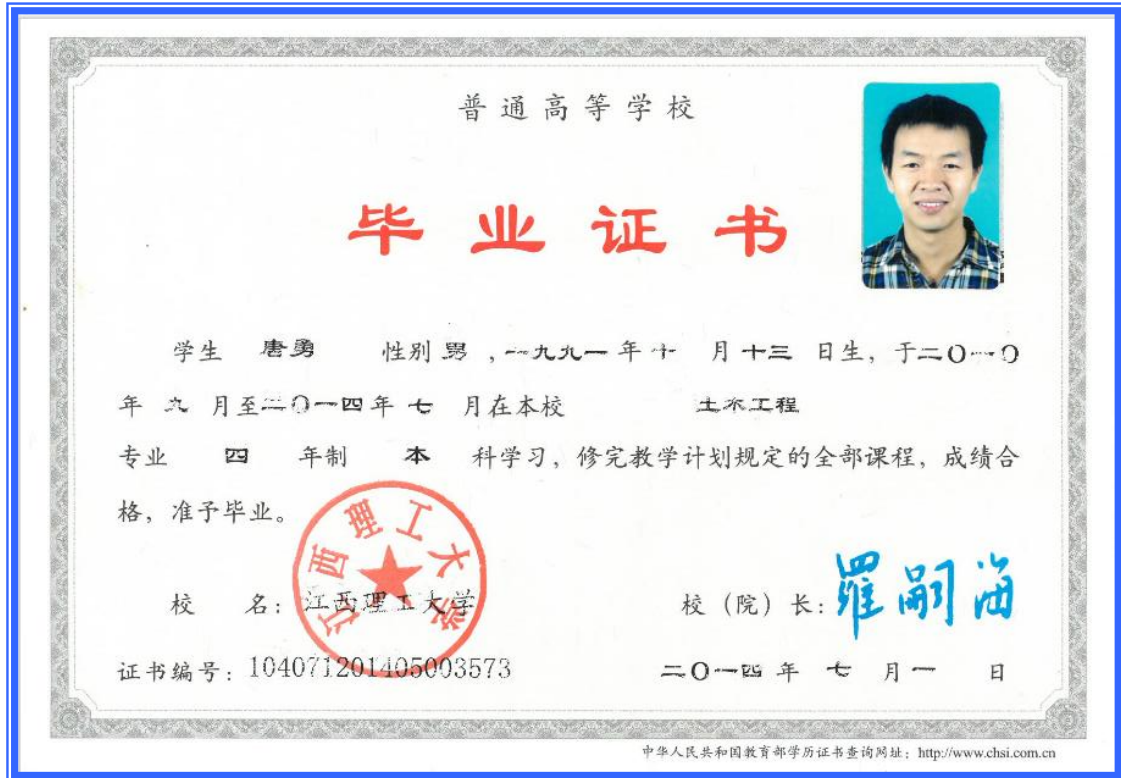 普通高等学校
毕业证书
学生 唐勇 性别 男 ，一九九一 年 十 月 十三 日生，于二〇一〇
年 九 月至二〇一四年 七 月在本校 土木工程
专业 四 年制 本 科学习，修完教学计划规定的全部课程，成绩合
格，准予毕业。
江西理工大学
校 名：江西理工大学 校（院）长：羅嗣海
证书编号：104071201405003573 二〇一四年 七 月 一 日
中华人民共和国教育部学历证书查询网址：http://www.chsi.com.cn